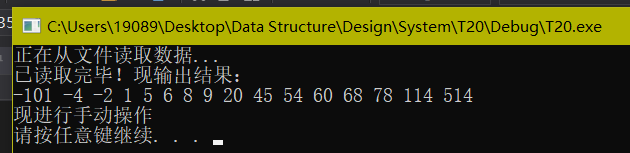 C:\Users\19089\Desktop\Data Structure\Design\System\T20\Debug\T20.exe
正在从文件读取数据...
已读取完毕！现输出结果：
-101 -4 -2 1 5 6 8 9 20 45 54 60 68 78 114 514
现进行手动操作
请按任意键继续. . .